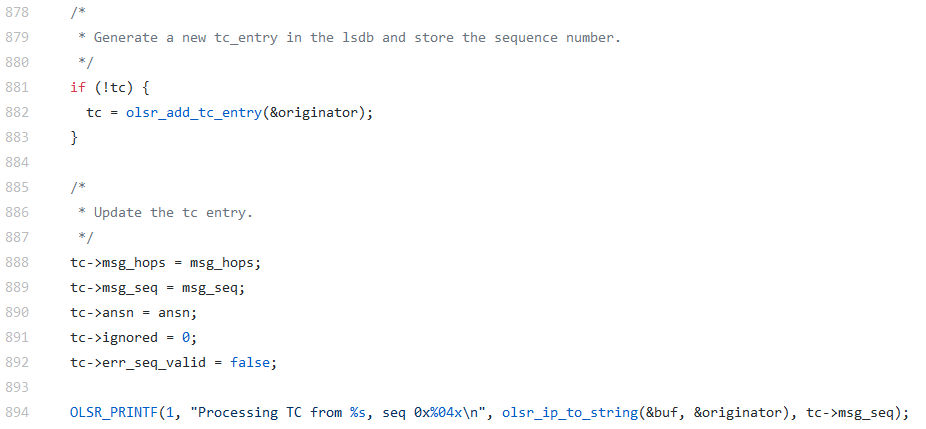 878 /*
879 * Generate a new tc_entry in the lsdb and store the sequence number.
880 */
881 if (!tc) {
882 tc = olsr_add_tc_entry(&originator);
883 }
884
885 /*
886 * Update the tc entry.
887 */
888 tc->msg_hops = msg_hops;
889 tc->msg_seq = msg_seq;
890 tc->ansn = ansn;
891 tc->ignored = 0;
892 tc->err_seq_valid = false;
893
894 OLSR_PRINTF(1, "Processing TC from %s, seq 0x%04x\n", olsr_ip_to_string(&buf, &originator), tc->msg_seq);